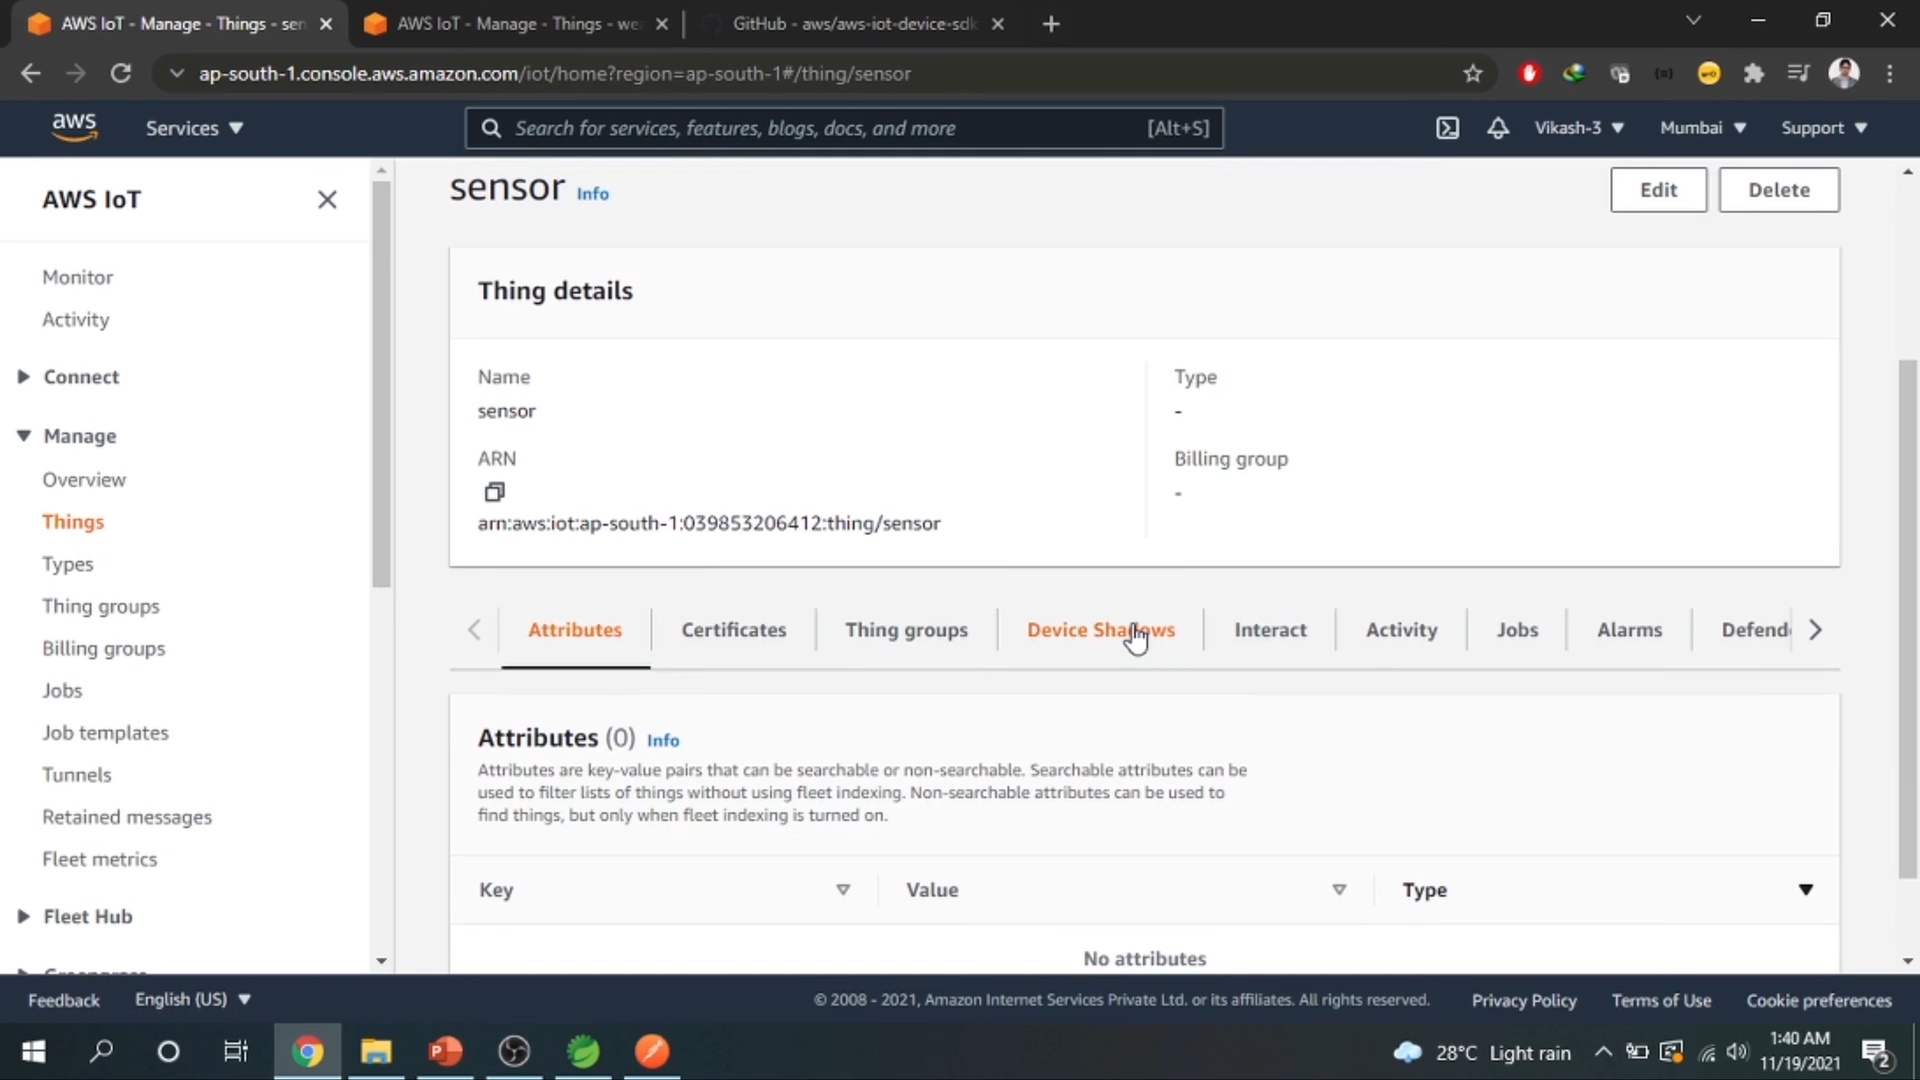 AWS IoT - Manage - Things - sen
AWS IoT - Manage - Things - we
GitHub - aws/aws-iot-device-sdk
ap-south-1.console.aws.amazon.com/iot/home?region=ap-south-1#/thing/sensor
aws
Services
Search for services, features, blogs, docs, and more
[Alt+S]
Vikash-3
Mumbai
Support
AWS IoT
Monitor
Activity
Connect
Manage
Overview
Things
Types
Thing groups
Billing groups
Jobs
Job templates
Tunnels
Retained messages
Fleet metrics
Fleet Hub
sensor Info
Edit
Delete
Thing details
Name
sensor
ARN
arn:aws:iot:ap-south-1:039853206412:thing/sensor
Type
-
Billing group
-
Attributes
Certificates
Thing groups
Device Shadows
Interact
Activity
Jobs
Alarms
Defend
Attributes (0) Info
Attributes are key-value pairs that can be searchable or non-searchable. Searchable attributes can be
used to filter lists of things without using fleet indexing. Non-searchable attributes can be used to
find things, but only when fleet indexing is turned on.
Key
Value
Type
No attributes
Feedback
English (US)
© 2008 - 2021, Amazon Internet Services Private Ltd. or its affiliates. All rights reserved.
Privacy Policy
Terms of Use
Cookie preferences
28°C Light rain
1:40 AM
11/19/2021
2